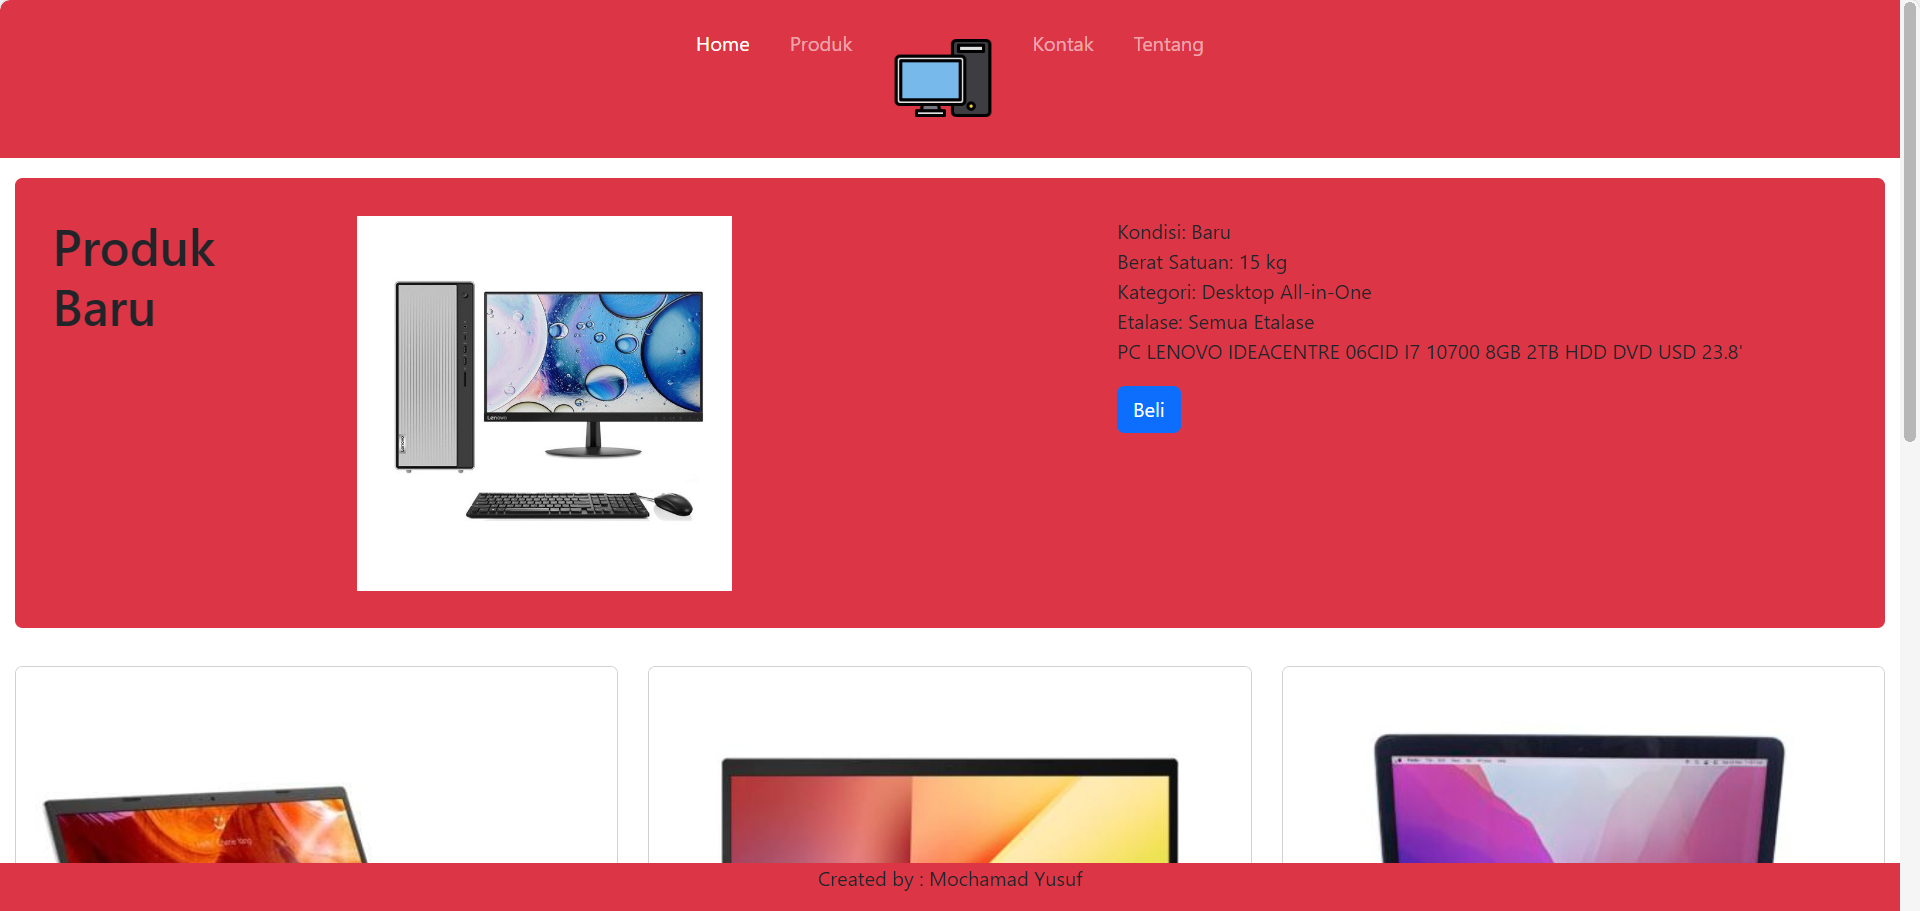 Home
Produk
Kontak
Tentang
Produk
Baru
Lenovo
Lenovo
Kondisi: Baru
Berat Satuan: 15 kg
Kategori: Desktop All-in-One
Etalase: Semua Etalase
PC LENOVO IDEACENTRE 06CID I7 10700 8GB 2TB HDD DVD USD 23.8'
Beli
Created by : Mochamad Yusuf